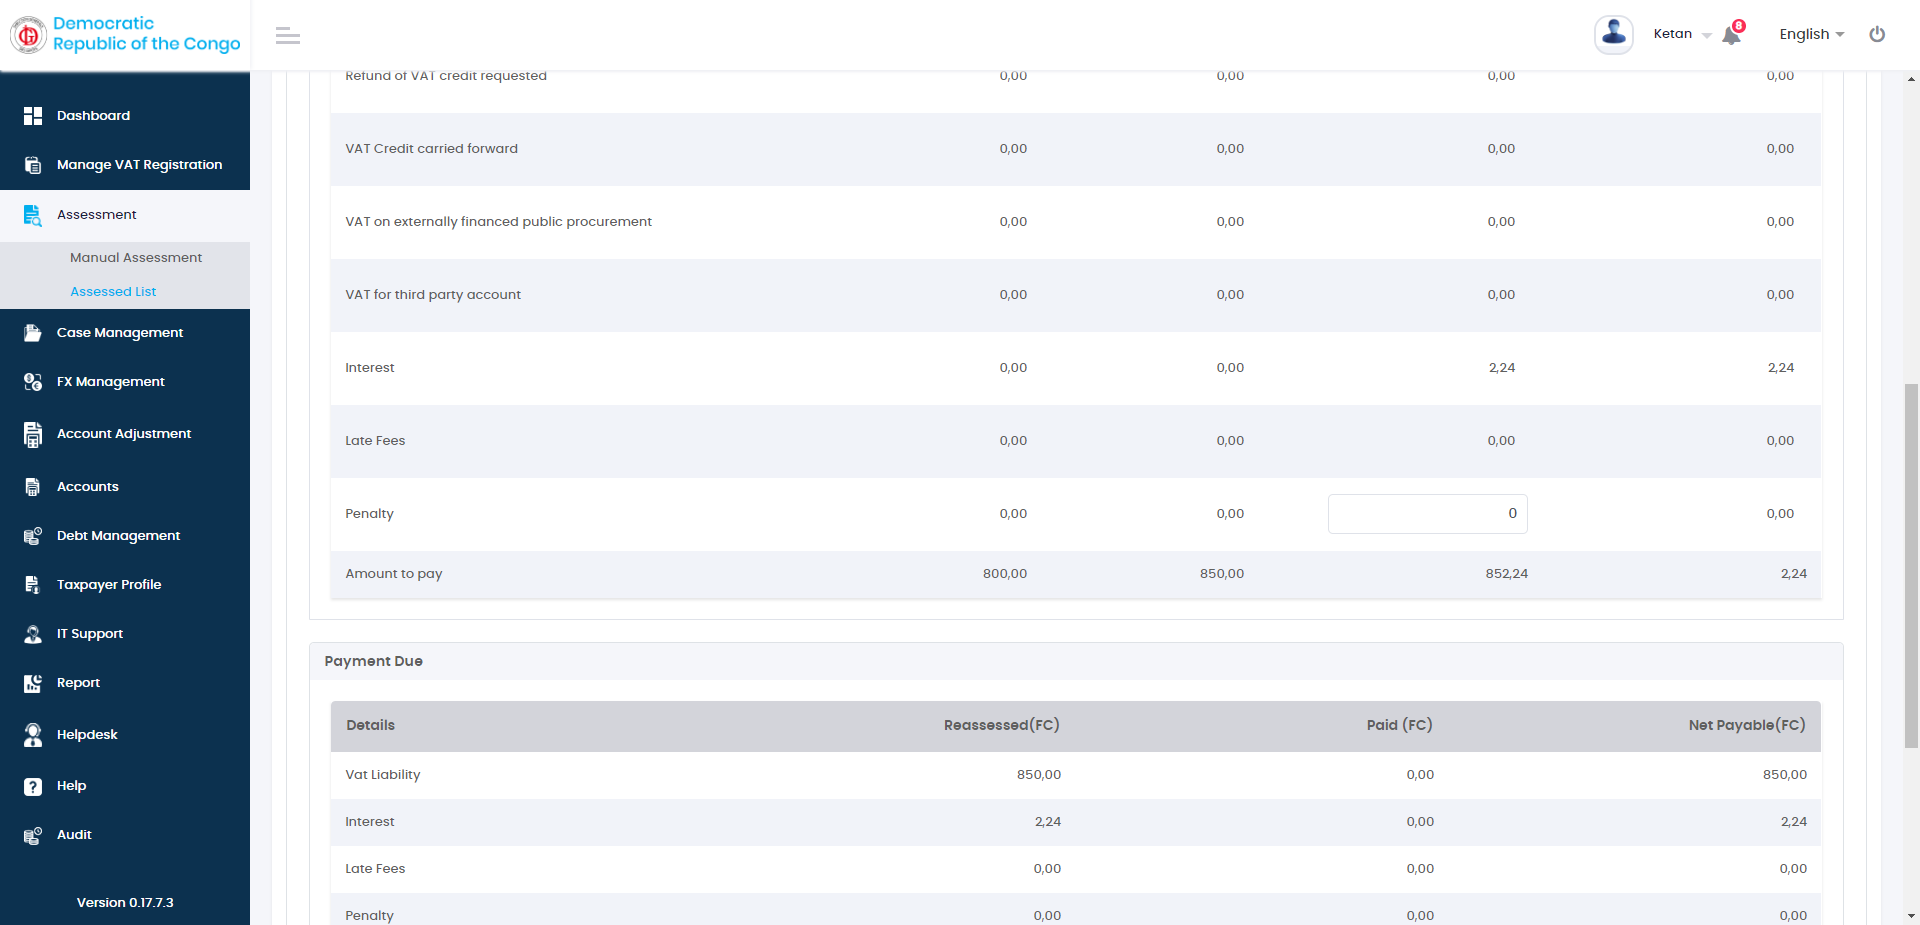 Democratic
Republic of the Congo
Ketan
8
English
Dashboard
Manage VAT Registration
Assessment
Manual Assessment
Assessed List
Case Management
FX Management
Account Adjustment
Accounts
Debt Management
Taxpayer Profile
IT Support
Report
Helpdesk
Help
Audit
Version 0.17.7.3
Refund of VAT credit requested 0,00 0,00 0,00 0,00
VAT Credit carried forward 0,00 0,00 0,00 0,00
VAT on externally financed public procurement 0,00 0,00 0,00 0,00
VAT for third party account 0,00 0,00 0,00 0,00
Interest 0,00 0,00 2,24 2,24
Late Fees 0,00 0,00 0,00 0,00
Penalty 0,00 0,00 0 0,00
Amount to pay 800,00 850,00 852,24 2,24
Payment Due
Details Reassessed(FC) Paid (FC) Net Payable(FC)
Vat Liability 850,00 0,00 850,00
Interest 2,24 0,00 2,24
Late Fees 0,00 0,00 0,00
Penalty 0,00 0,00 0,00